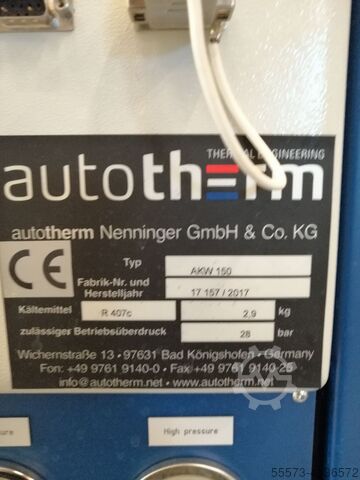 THERMAL ENGINEERING
autotherm
autotherm Nenninger GmbH & Co. KG
CE
Typ AKW 150
Fabrik-Nr. und Herstelljahr 17 157 / 2017
Kältemittel R 407c 2,9 kg
zulässiger Betriebsüberdruck 28 bar
Wichernstraße 13 • 97631 Bad Königshofen • Germany
Fon: +49 9761 9140-0 • Fax +49 9761 9140-25
info@autotherm.net • www.autotherm.net
High pressure